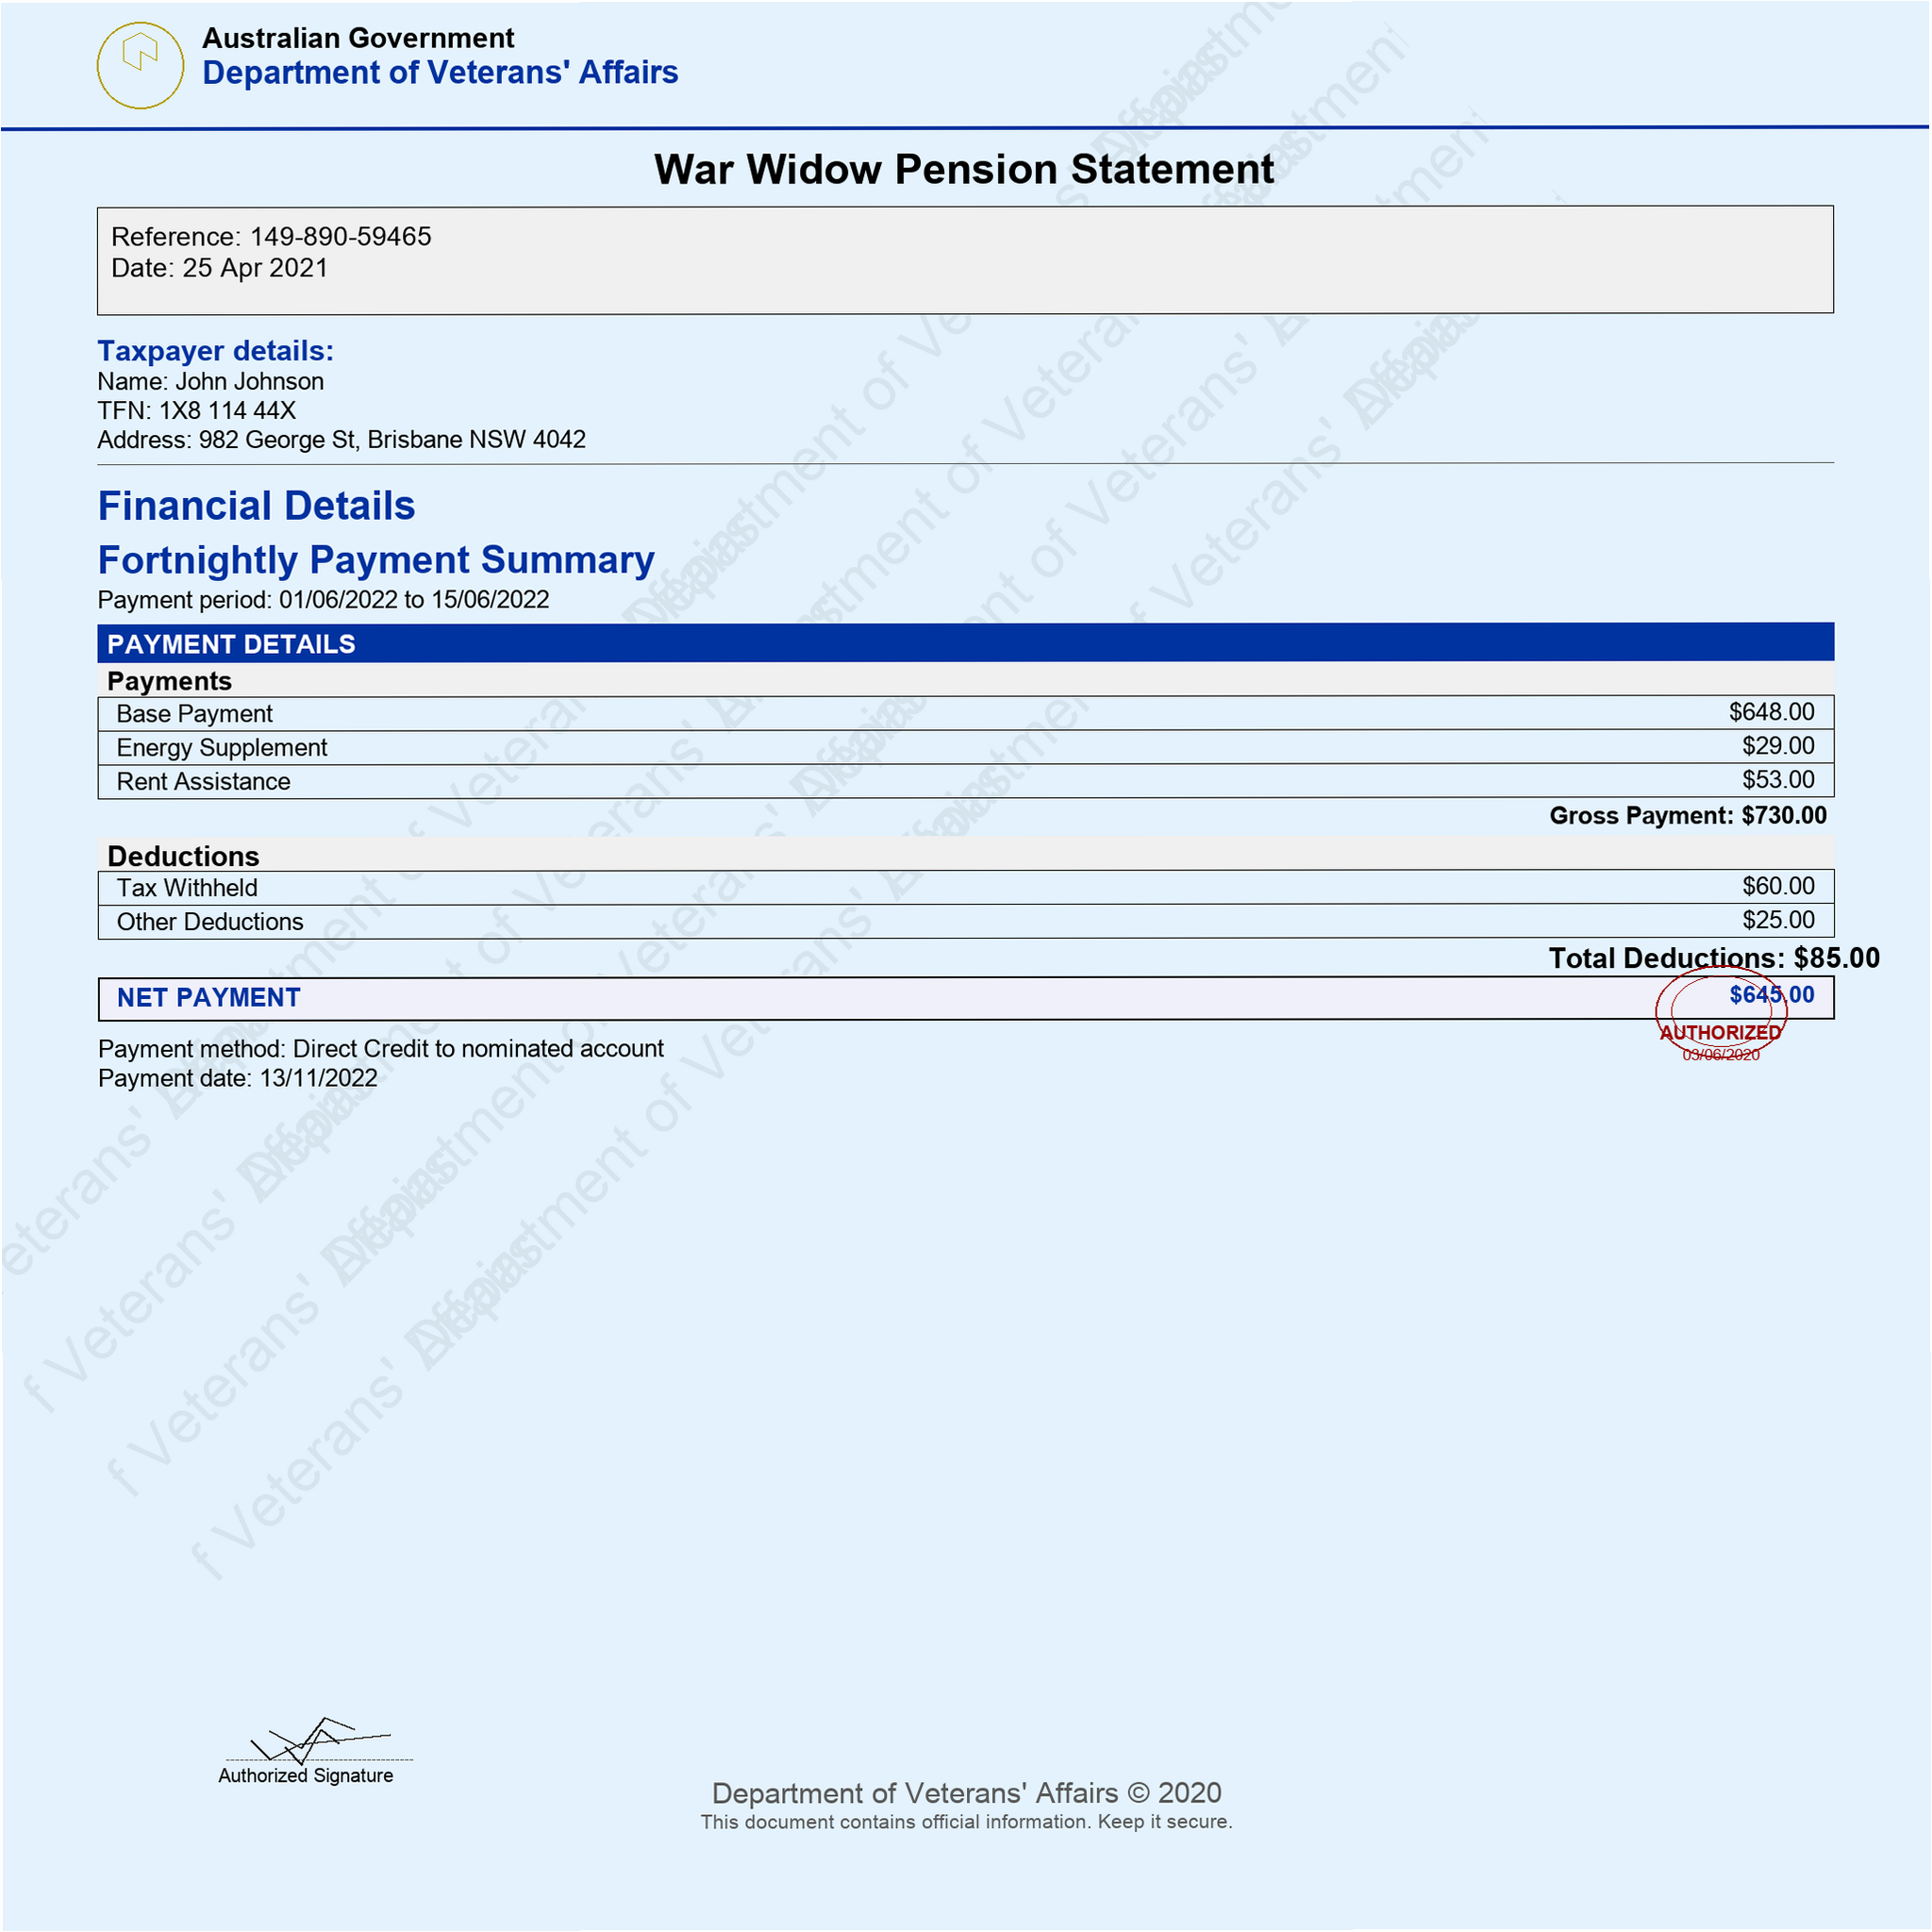 Australian Government
Department of Veterans' Affairs
War Widow Pension Statement
Reference: 149-890-59465
Date: 25 Apr 2021
Taxpayer details:
Name: John Johnson
TFN: 1X8 114 44X
Address: 982 George St, Brisbane NSW 4042
Financial Details
Fortnightly Payment Summary
Payment period: 01/06/2022 to 15/06/2022
PAYMENT DETAILS
Payments
Base Payment $648.00
Energy Supplement $29.00
Rent Assistance $53.00
Gross Payment: $730.00
Deductions
Tax Withheld $60.00
Other Deductions $25.00
Total Deductions: $85.00
NET PAYMENT $645.00
AUTHORIZED
03/06/2020
Payment method: Direct Credit to nominated account
Payment date: 13/11/2022
Authorized Signature
Department of Veterans' Affairs © 2020
This document contains official information. Keep it secure.